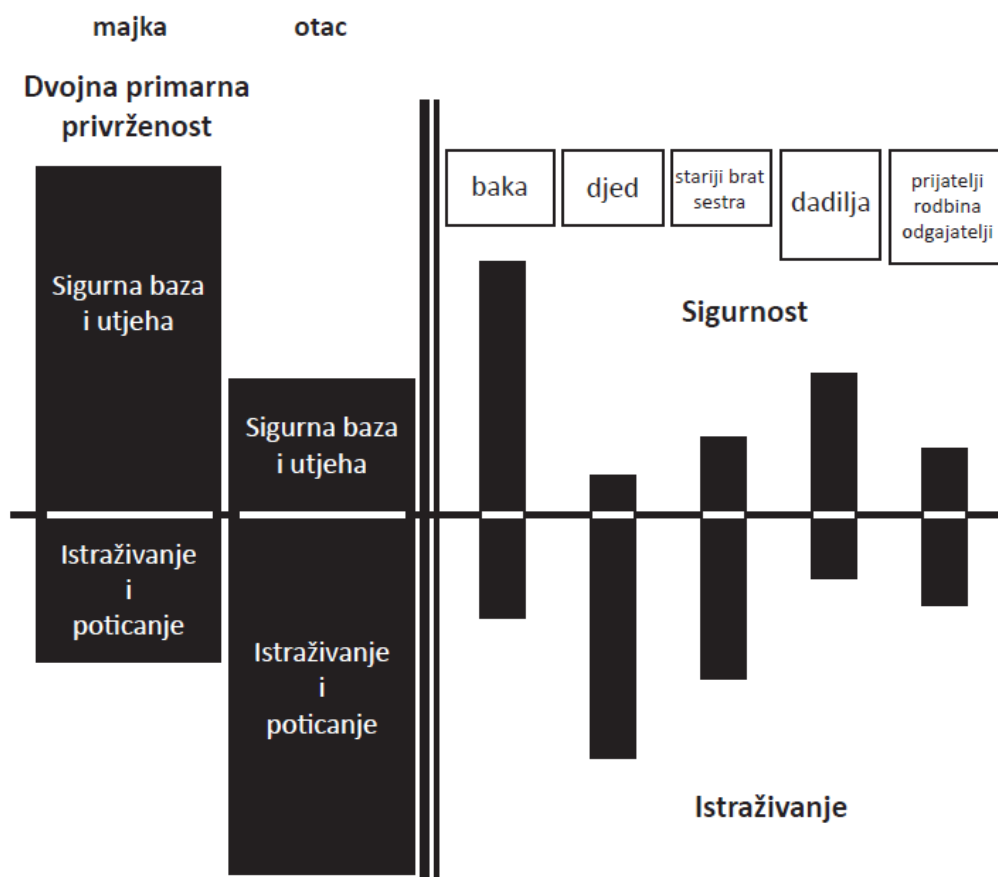 majka
otac
Dvojna primarna
privrženost
baka
djed
stariji brat
sestra
dadilja
prijatelji
rodbina
odgajatelji
Sigurna baza
i utjeha
Sigurnost
Sigurna baza
i utjeha
Istraživanje
i
poticanje
Istraživanje
i
poticanje
Istraživanje